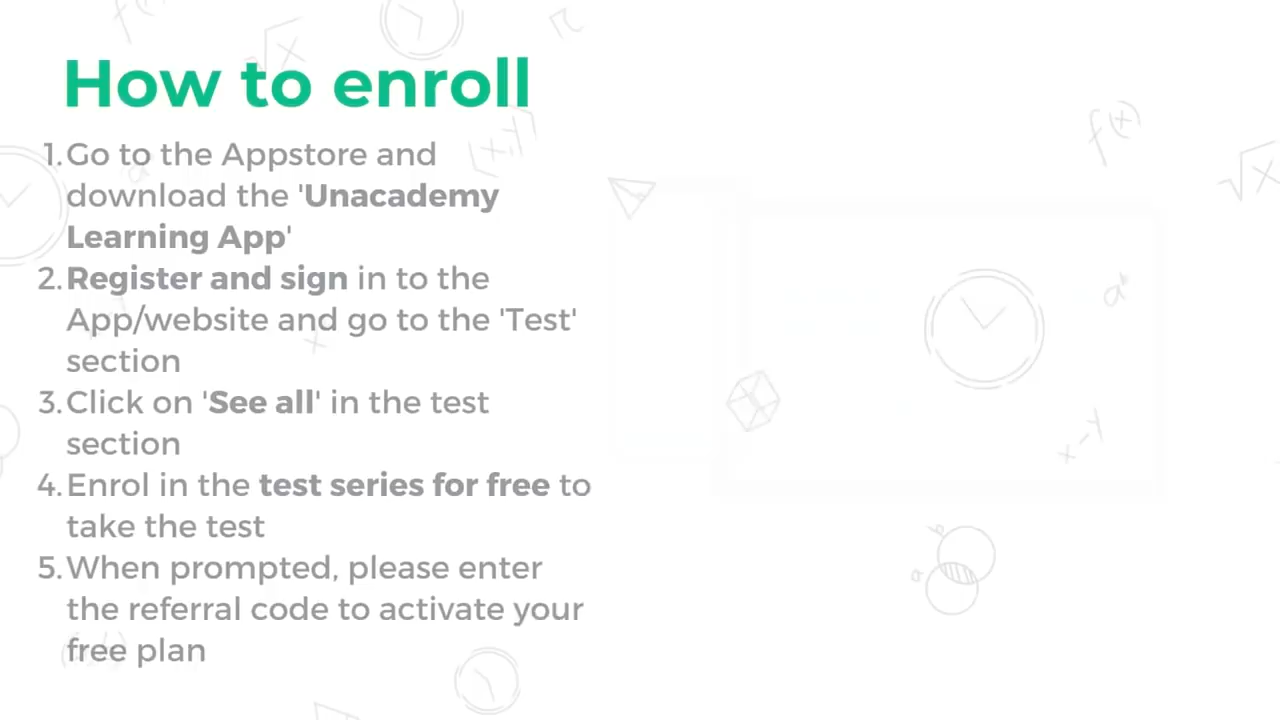 How to enroll
1. Go to the Appstore and
download the 'Unacademy
Learning App'
2. Register and sign in to the
App/website and go to the 'Test'
section
3. Click on 'See all' in the test
section
4. Enrol in the test series for free to
take the test
5. When prompted, please enter
the referral code to activate your
free plan
f(x)
√x
(x,y)
a
x
f(x)
√x
a
x-y
b
a